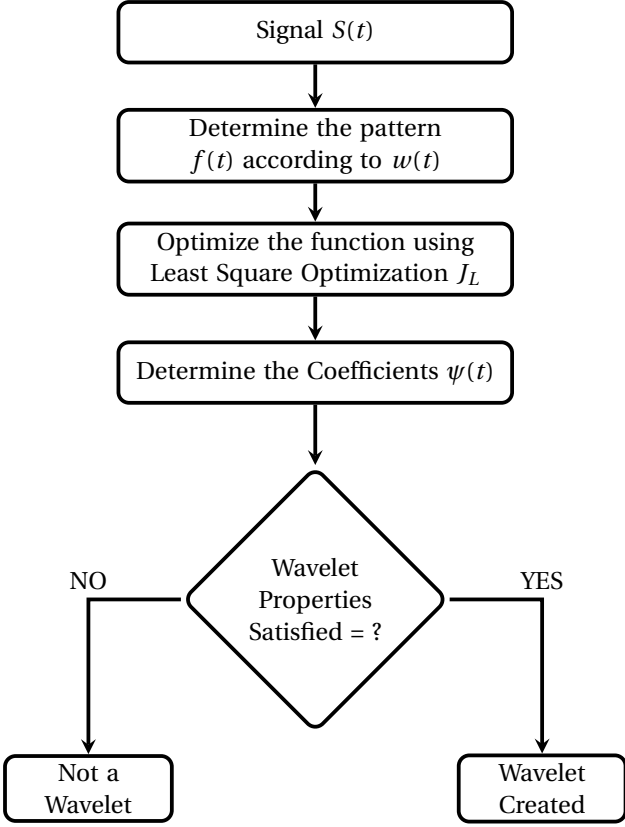 Signal S(t)
Determine the pattern
f(t) according to w(t)
Optimize the function using
Least Square Optimization J_L
Determine the Coefficients ψ(t)
Wavelet
Properties
Satisfied = ?
NO
YES
Not a
Wavelet
Wavelet
Created